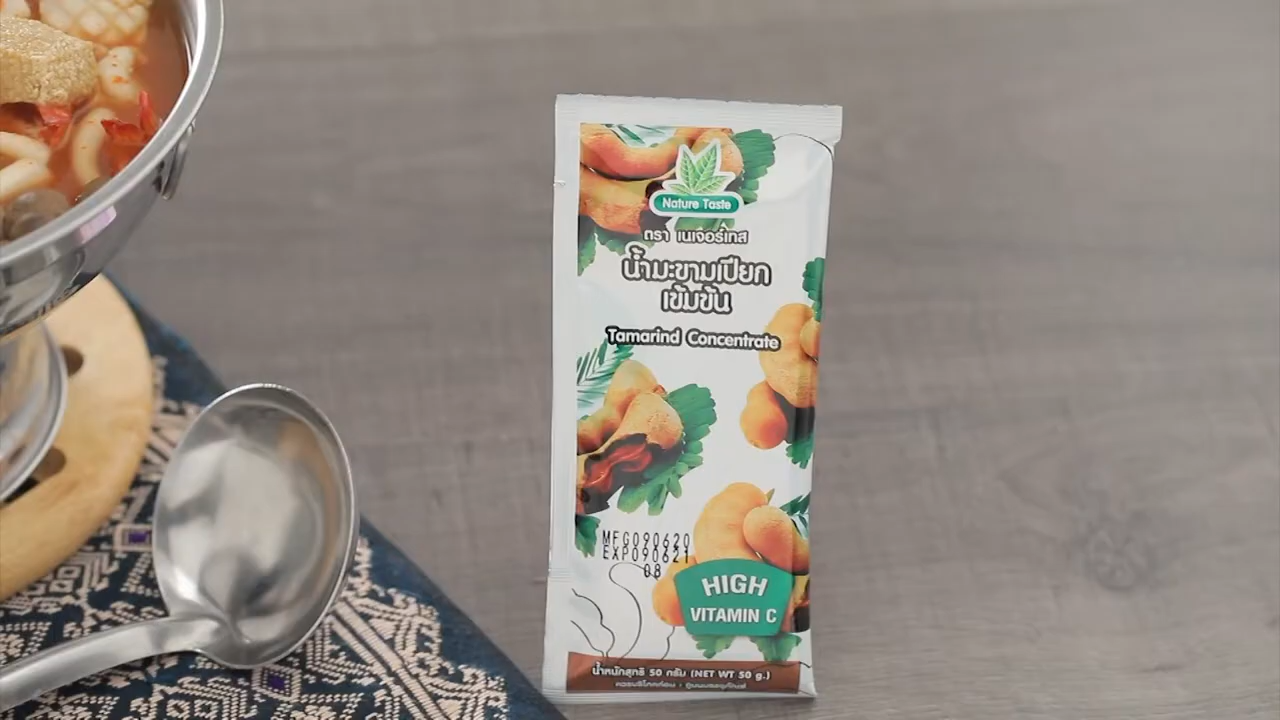 Nature Taste
ตรา เนเจอร์เทส
น้ำมะขามเปียก
เข้มข้น
Tamarind Concentrate
MFG090620
EXP090621
08
HIGH
VITAMIN C
น้ำหนักสุทธิ 50 กรัม (NET WT 50 g.)